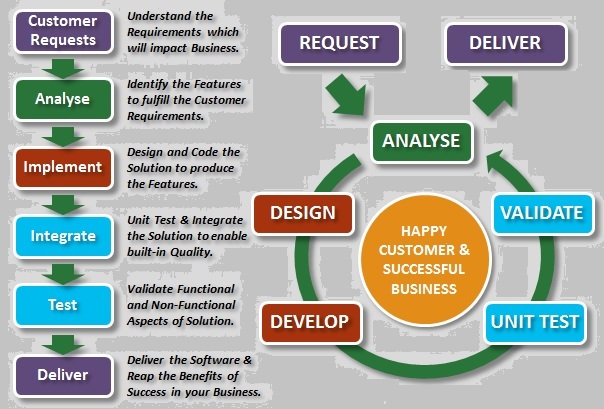 Customer
Requests
Understand the
Requirements which
will impact Business.
Analyse
Identify the Features
to fulfill the Customer
Requirements.
Implement
Design and Code the
Solution to produce
the Features.
Integrate
Unit Test & Integrate
the Solution to enable
built-in Quality.
Test
Validate Functional
and Non-Functional
Aspects of Solution.
Deliver
Deliver the Software &
Reap the Benefits of
Success in your Business.
REQUEST
DELIVER
ANALYSE
DESIGN
VALIDATE
HAPPY
CUSTOMER &
SUCCESSFUL
BUSINESS
DEVELOP
UNIT TEST